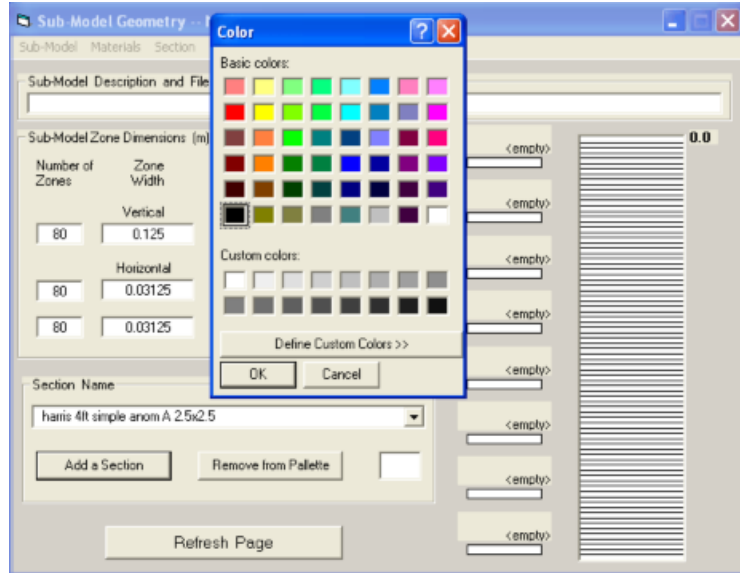 Sub-Model Geometry --
Sub-Model Materials Section
Sub-Model Description and File
Sub-Model Zone Dimensions (m)
Number of Zones
Zone Width
Vertical
80 0.125
Horizontal
80 0.03125
80 0.03125
Section Name
harris 4ft simple anom A 2.5x2.5
Add a Section
Remove from Pallette
Refresh Page
Color
Basic colors:
Custom colors:
Define Custom Colors >>
OK
Cancel
<empty>
<empty>
<empty>
<empty>
<empty>
<empty>
<empty>
<empty>
0.0